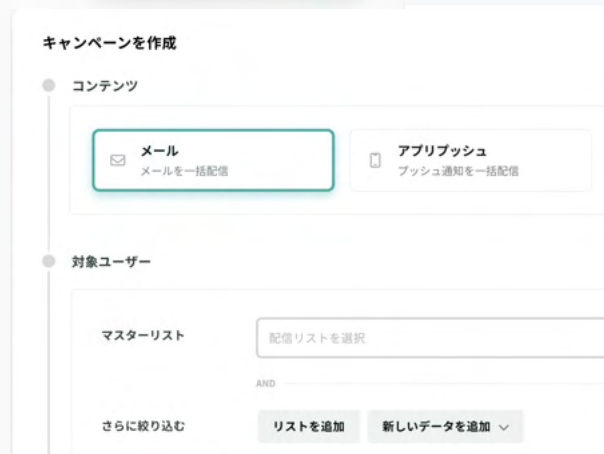 キャンペーンを作成
コンテンツ
メール
メールを一括配信
アプリプッシュ
プッシュ通知を一括配信
対象ユーザー
マスターリスト
配信リストを選択
AND
さらに絞り込む
リストを追加
新しいデータを追加